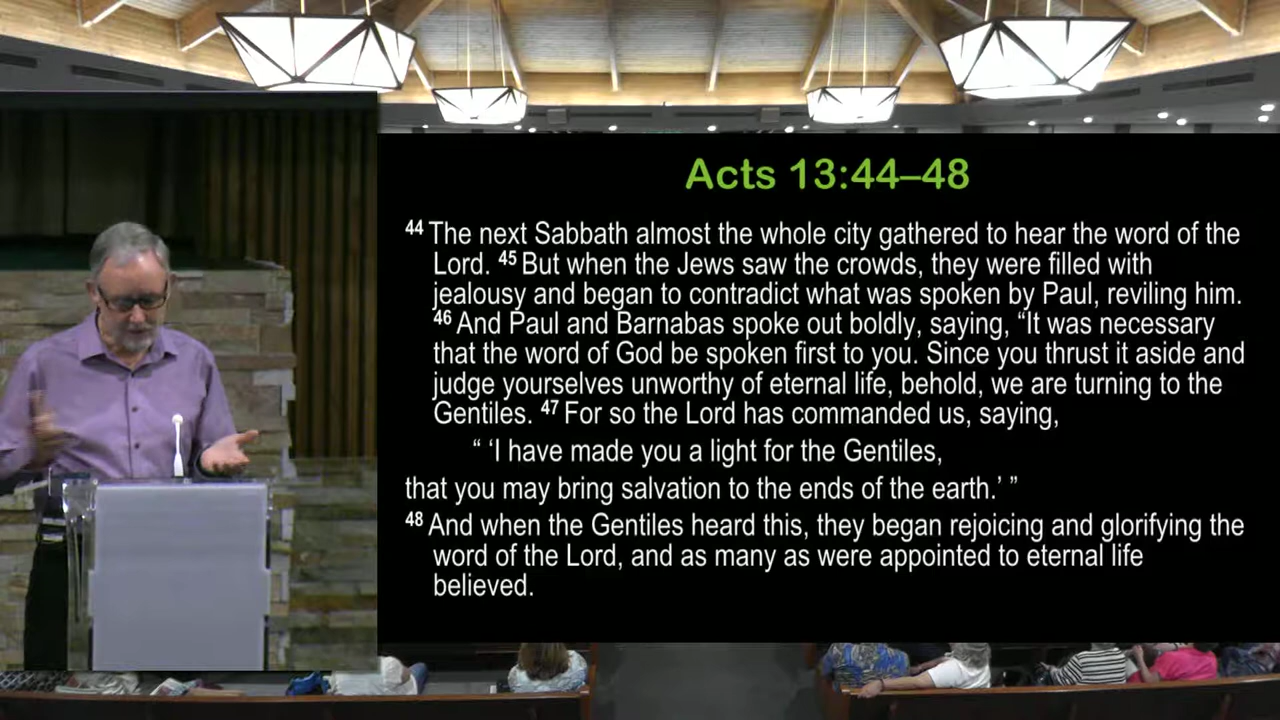 Acts 13:44–48
44 The next Sabbath almost the whole city gathered to hear the word of the
Lord. 45 But when the Jews saw the crowds, they were filled with
jealousy and began to contradict what was spoken by Paul, reviling him.
46 And Paul and Barnabas spoke out boldly, saying, “It was necessary
that the word of God be spoken first to you. Since you thrust it aside and
judge yourselves unworthy of eternal life, behold, we are turning to the
Gentiles. 47 For so the Lord has commanded us, saying,
“ ‘I have made you a light for the Gentiles,
that you may bring salvation to the ends of the earth.’ ”
48 And when the Gentiles heard this, they began rejoicing and glorifying the
word of the Lord, and as many as were appointed to eternal life
believed.